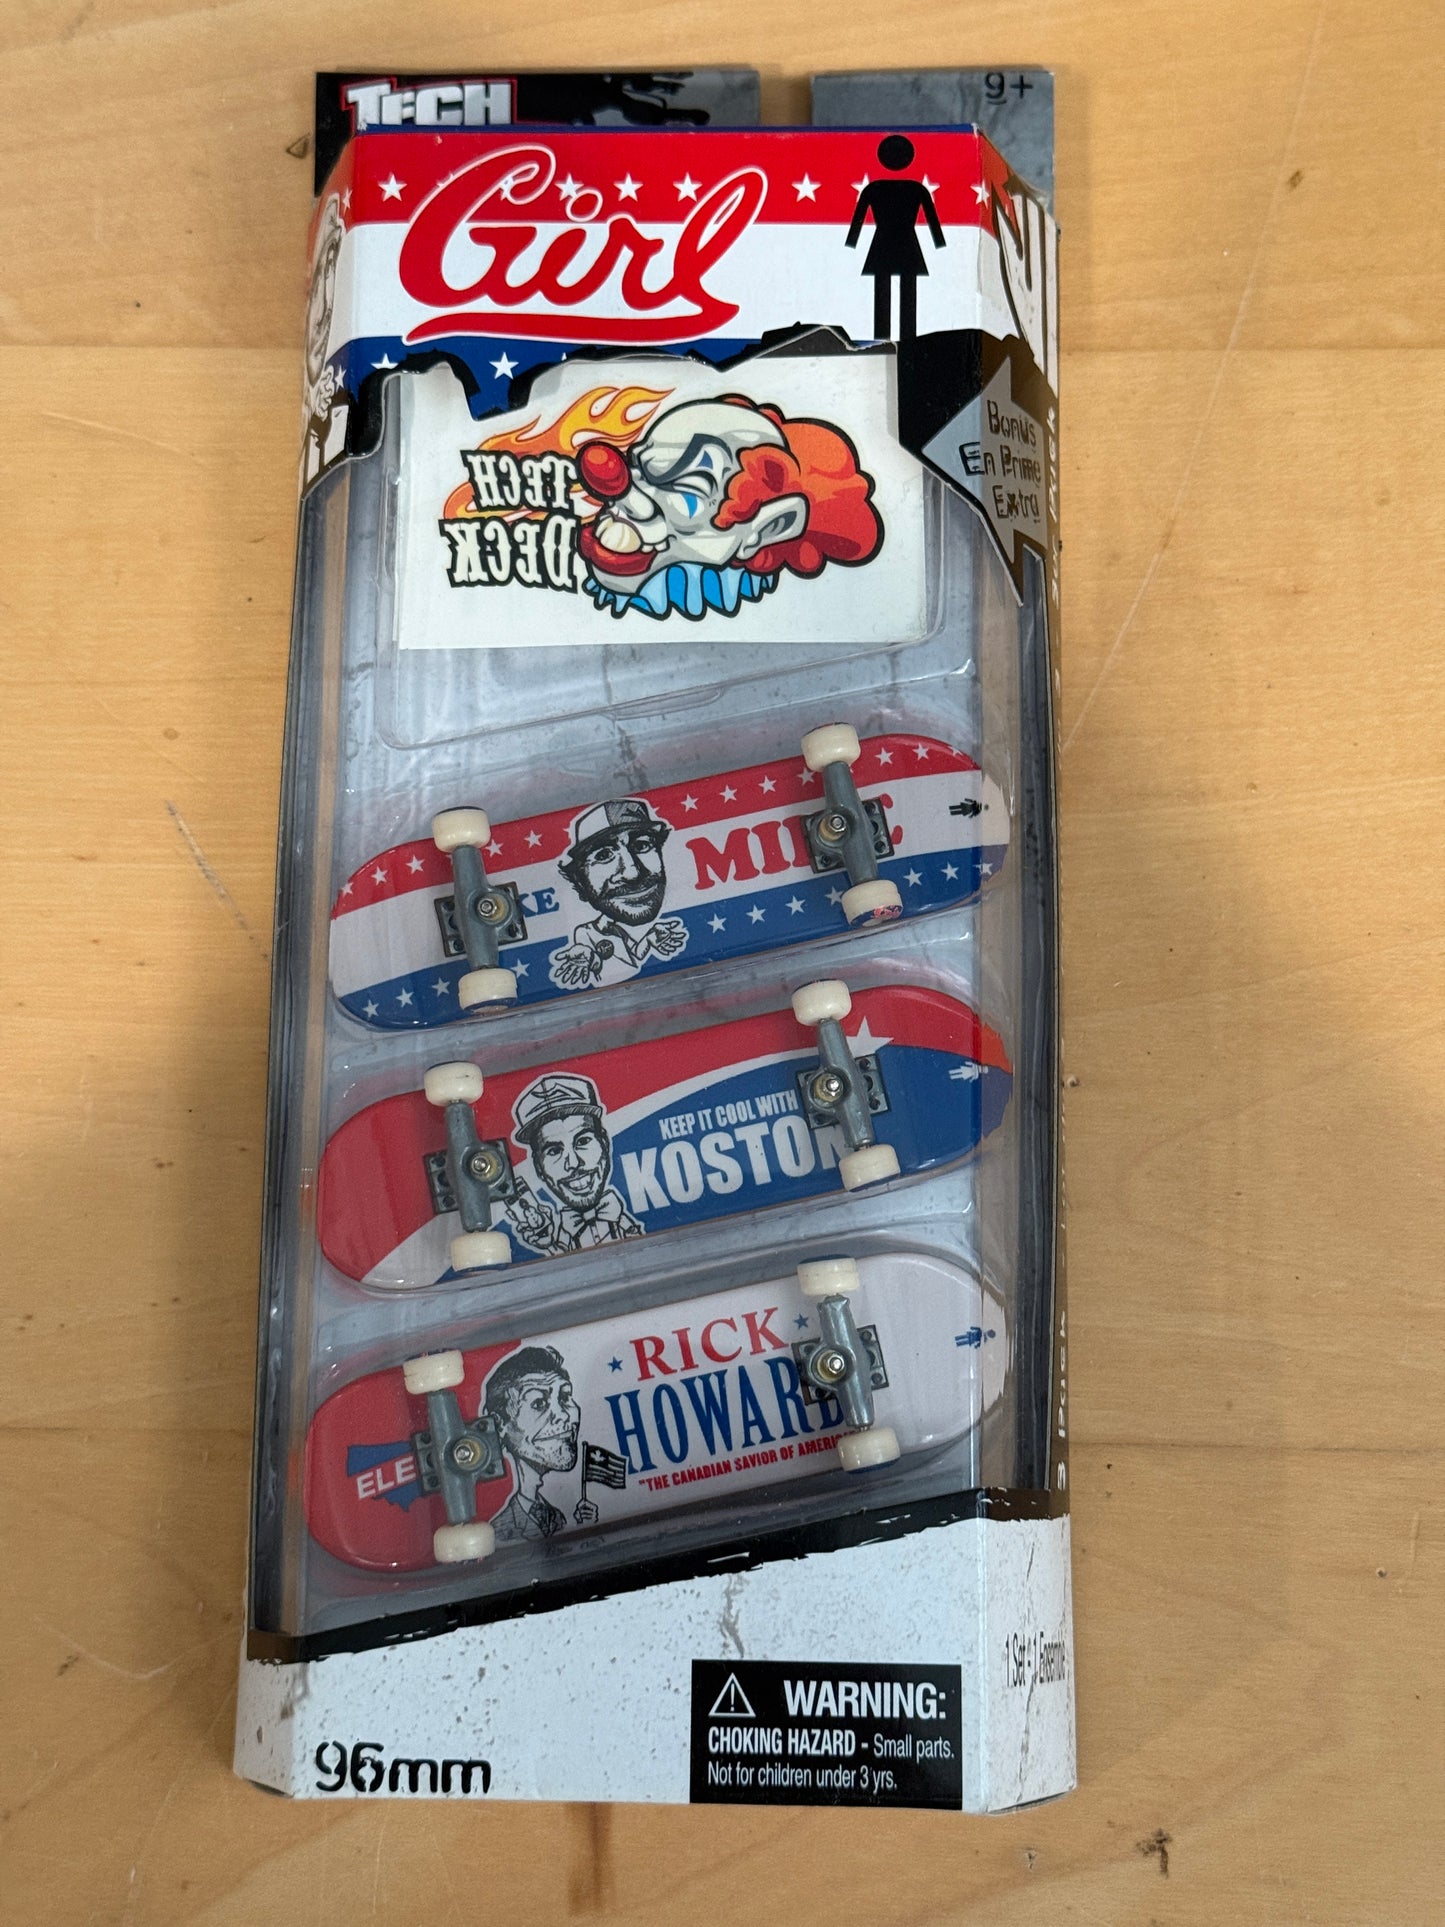 TECH
9+
Girl
Bonus
En Prime
Extra
TECH TECH
DECK DECK
MIKE
KEEP IT COOL WITH
KOSTON
RICK
HOWARD
"THE CANADIAN SAVIOR OF AMERICA"
ELE
1 Set • 1 Ensemble
96mm
WARNING:
CHOKING HAZARD - Small parts.
Not for children under 3 yrs.